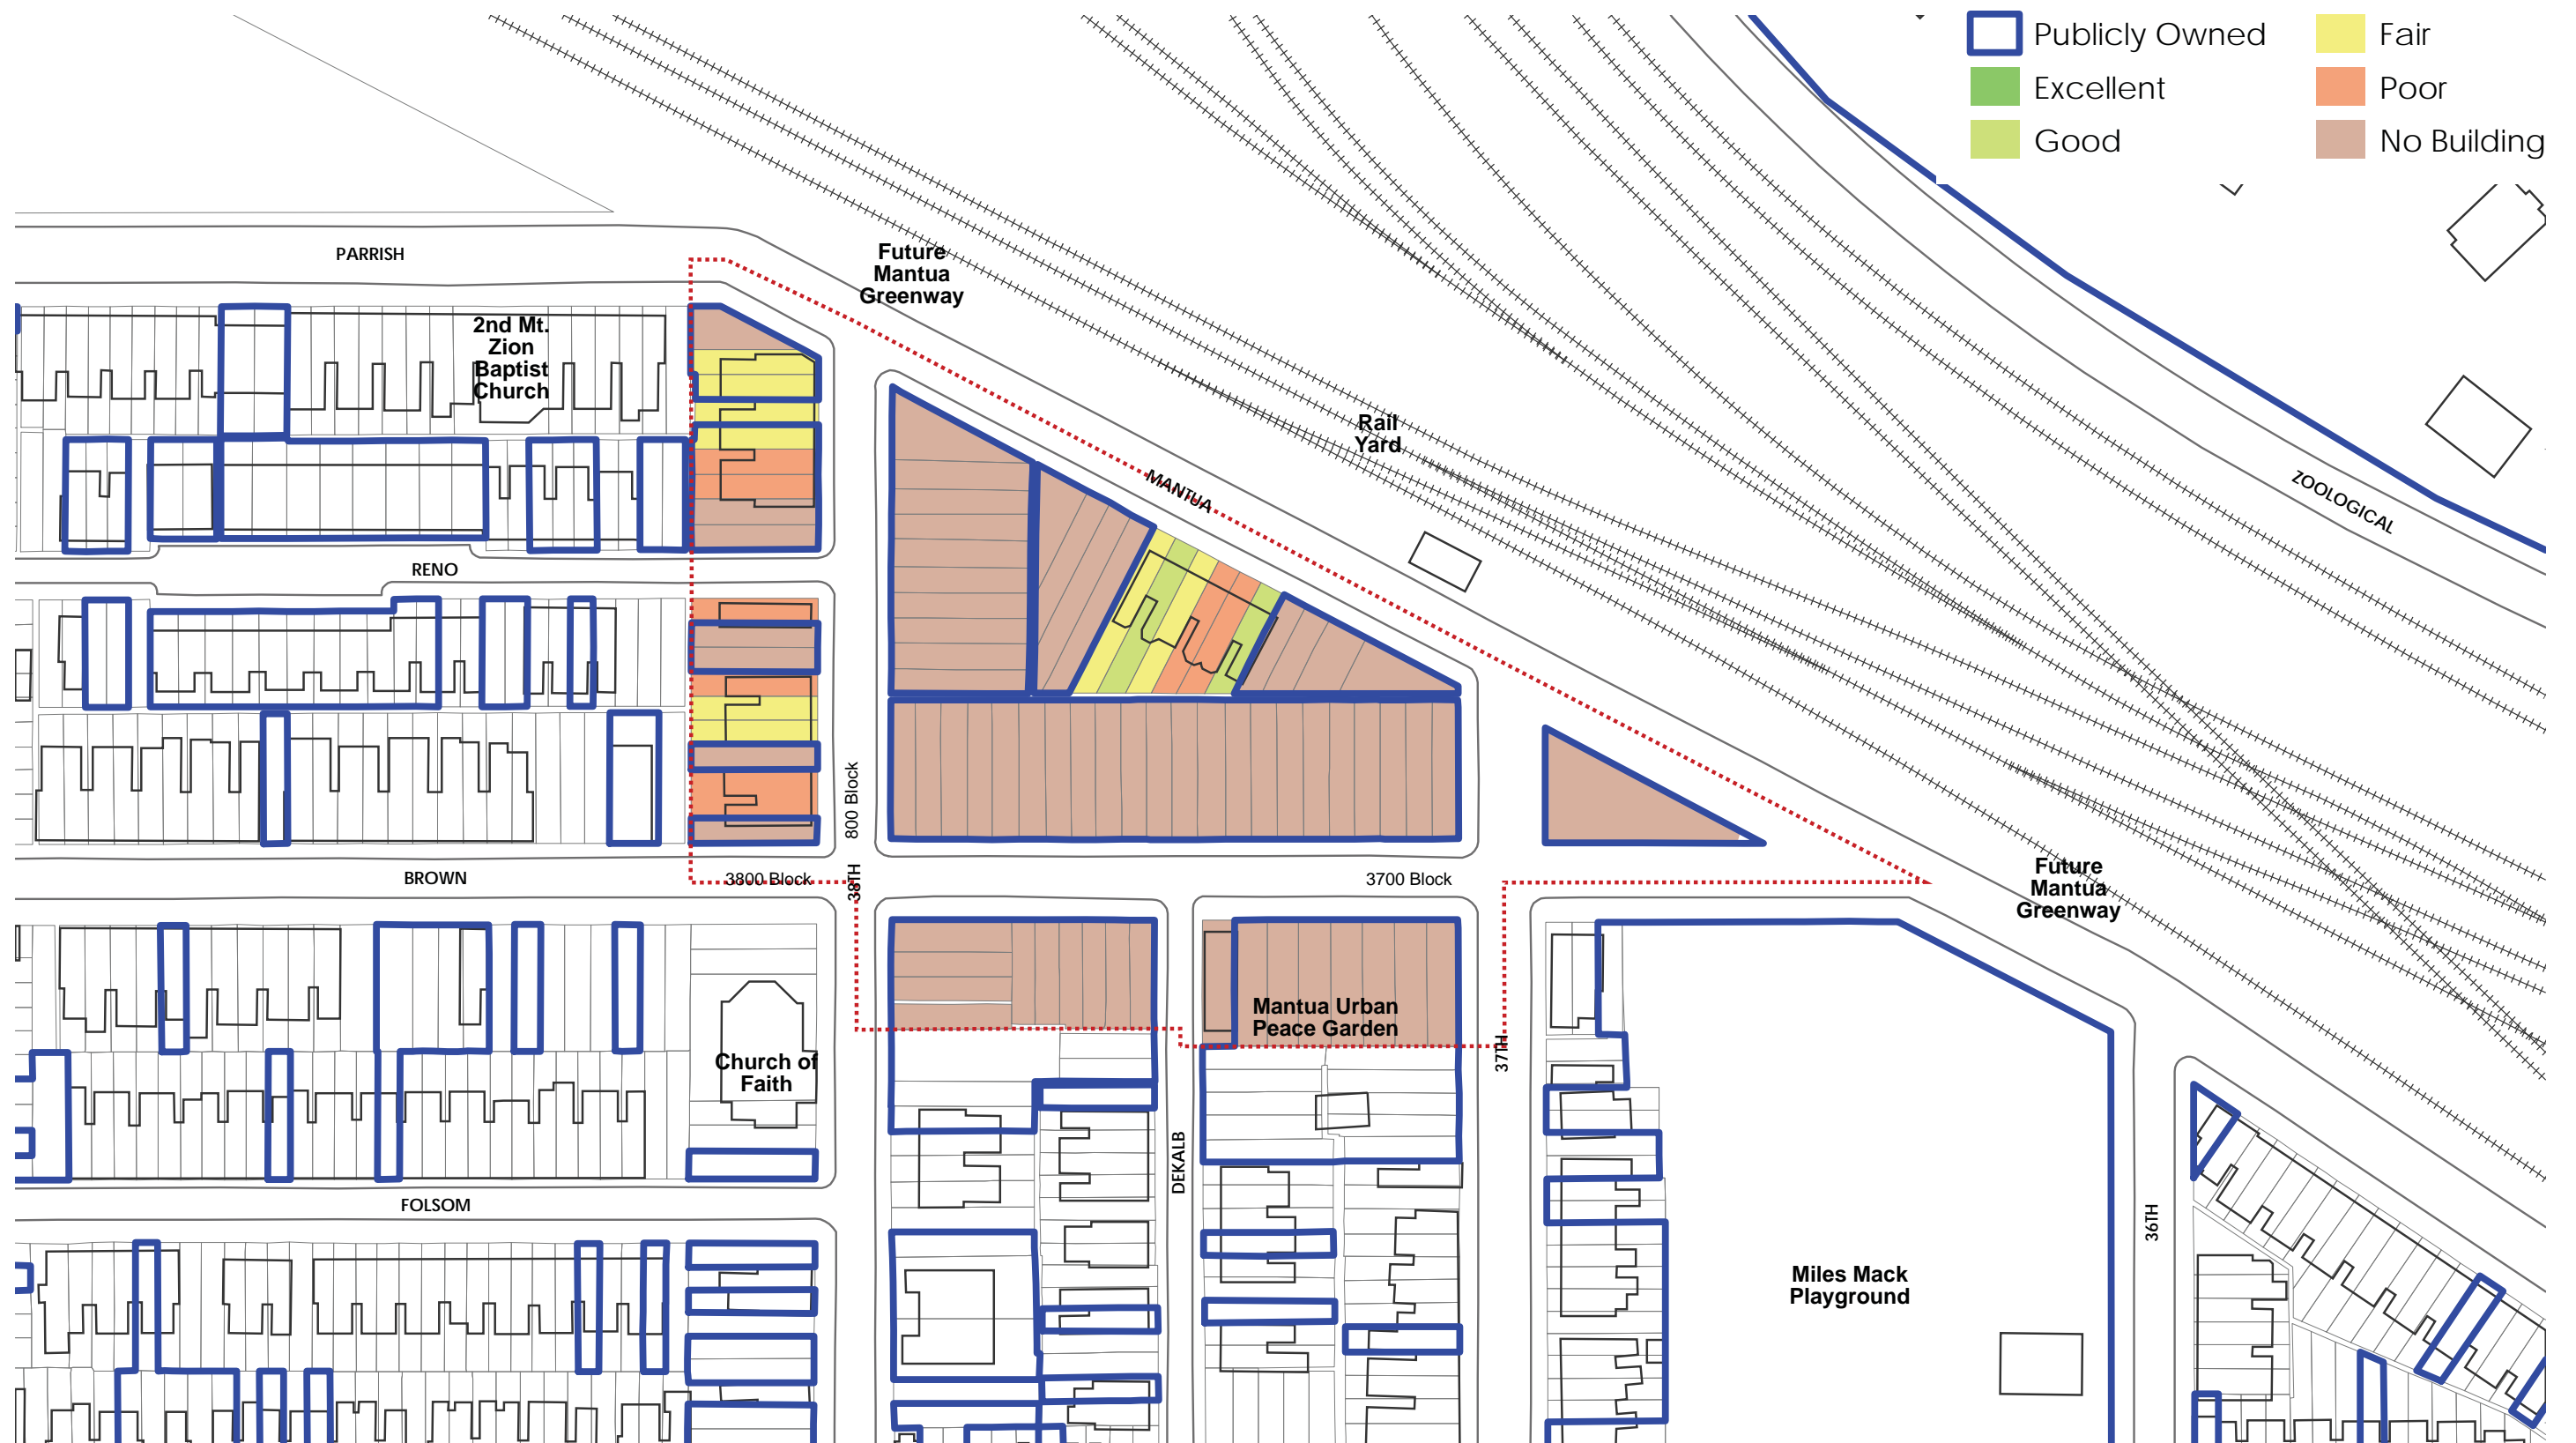 Publicly Owned
Fair
Excellent
Poor
Good
No Building
PARRISH
Future
Mantua
Greenway
2nd Mt.
Zion
Baptist
Church
Rail
Yard
MANTUA
ZOOLOGICAL
RENO
800 Block
BROWN
3800 Block
38TH
3700 Block
Future
Mantua
Greenway
Mantua Urban
Peace Garden
37TH
Church of
Faith
DEKALB
FOLSOM
36TH
Miles Mack
Playground